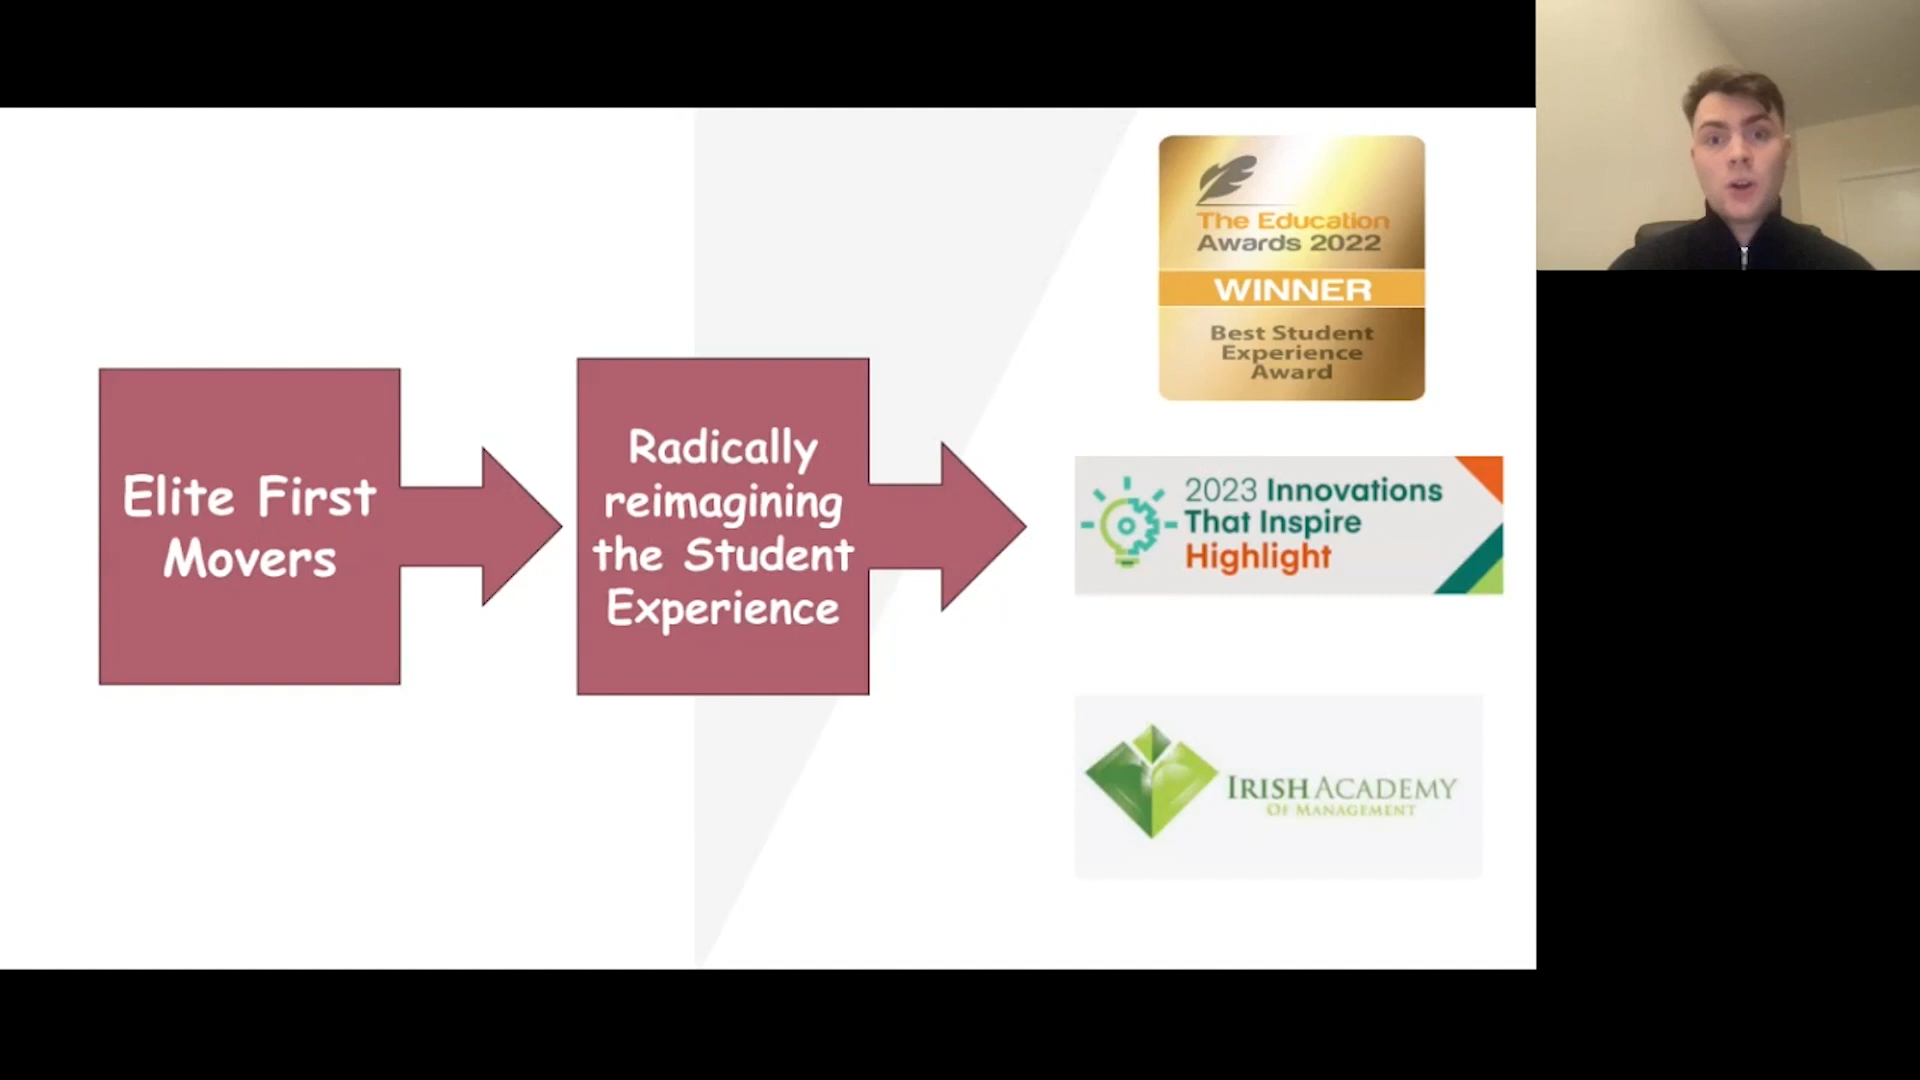 Elite First
Movers
Radically
reimagining
the Student
Experience
The Education
Awards 2022
WINNER
Best Student
Experience
Award
2023 Innovations
That Inspire
Highlight
IRISH ACADEMY
OF MANAGEMENT